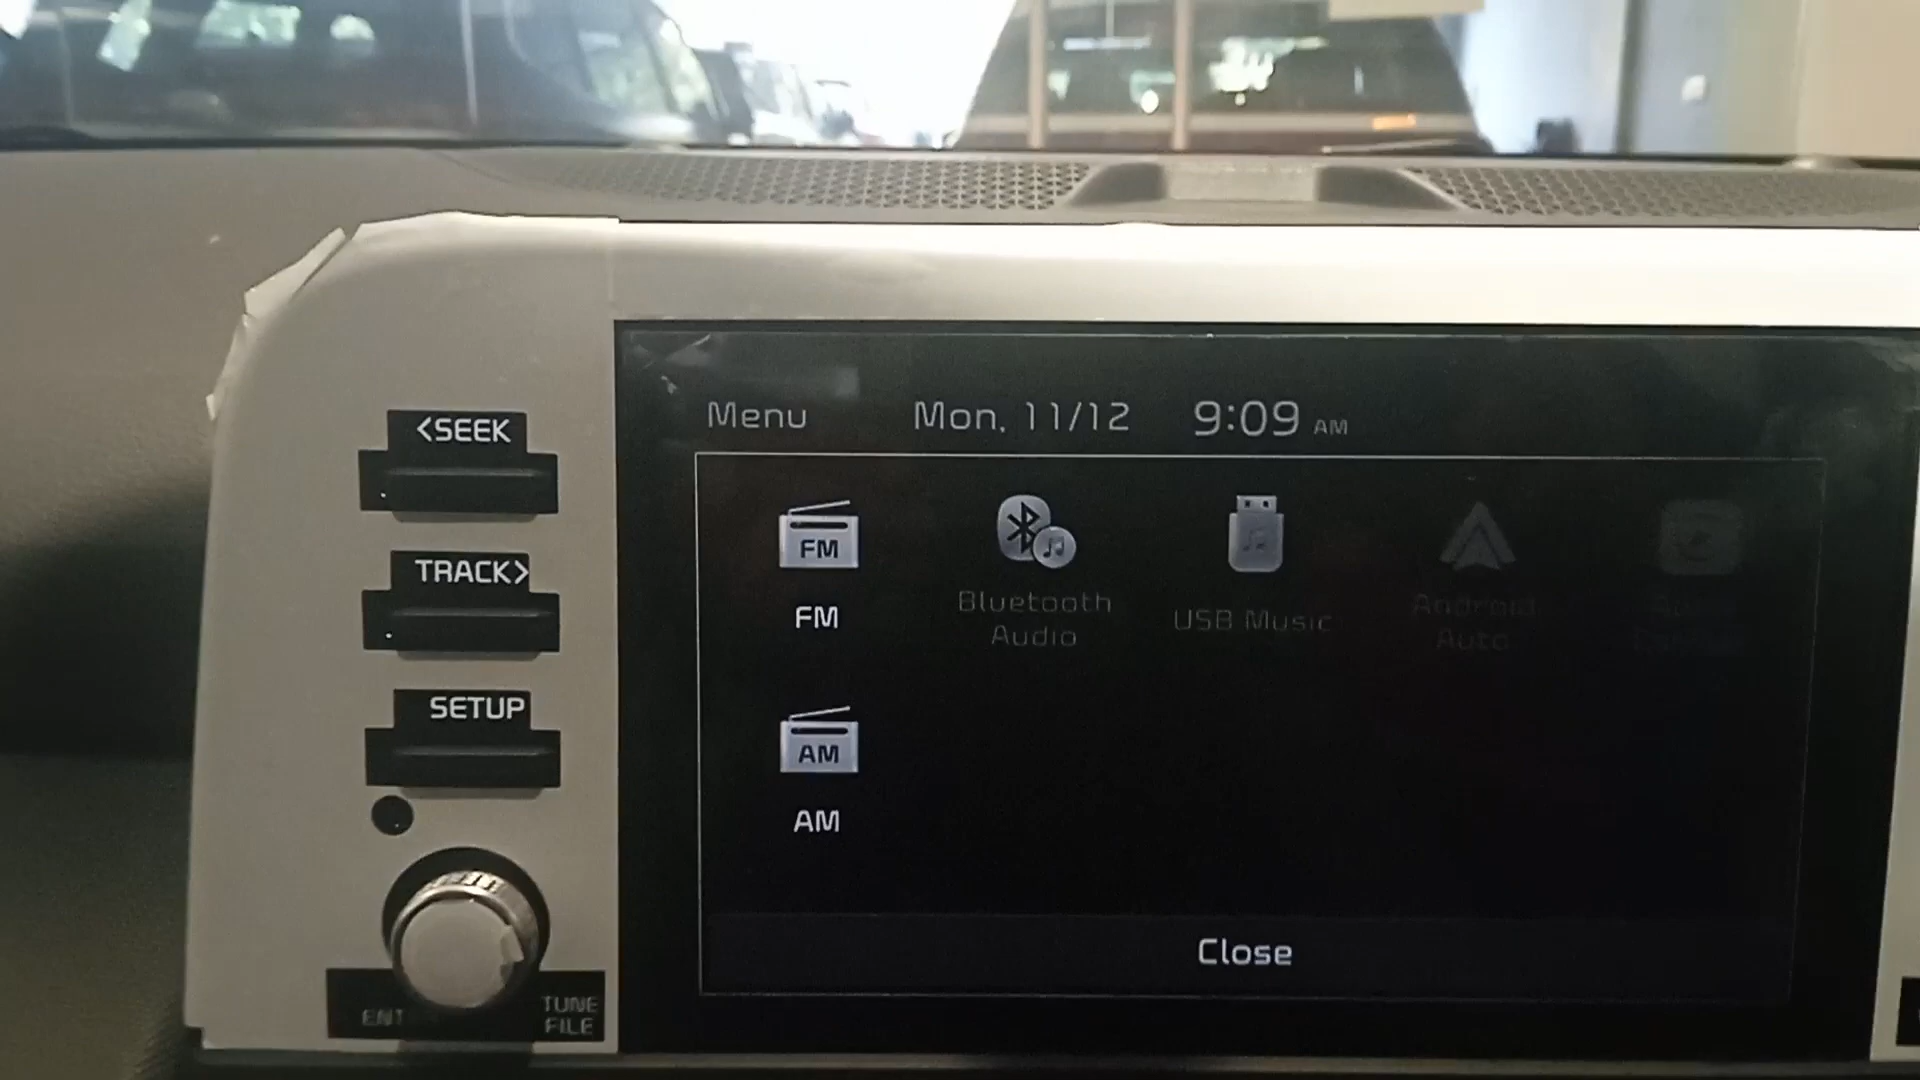 <SEEK
TRACK>
SETUP
TUNE
FILE
Menu Mon, 11/12 9:09 AM
FM
FM
Bluetooth
Audio
USB Music
Android
Auto
AM
AM
Close